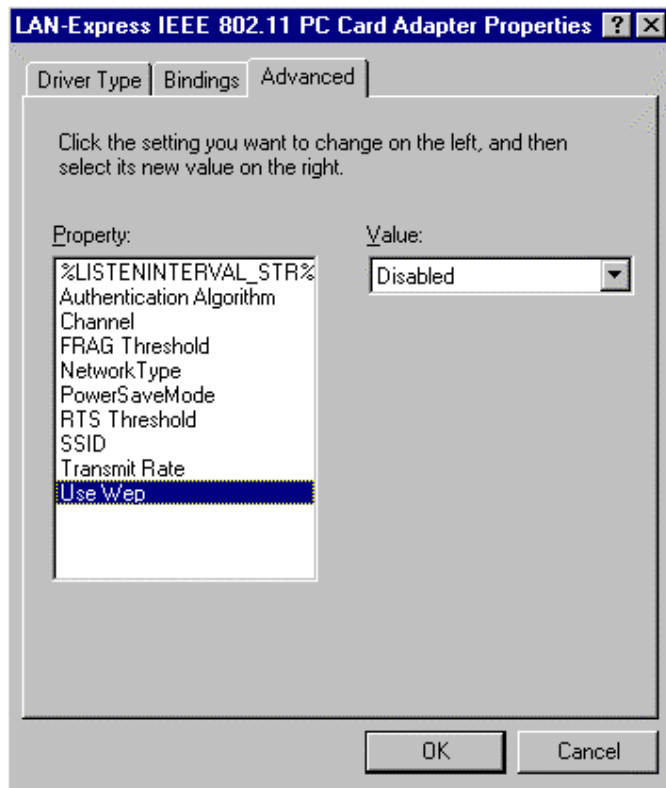 LAN-Express IEEE 802.11 PC Card Adapter Properties
Driver Type Bindings Advanced
Click the setting you want to change on the left, and then
select its new value on the right.
Property: Value:
%LISTENINTERVAL_STR% Disabled
Authentication Algorithm
Channel
FRAG Threshold
NetworkType
PowerSaveMode
RTS Threshold
SSID
Transmit Rate
Use Wep
OK Cancel